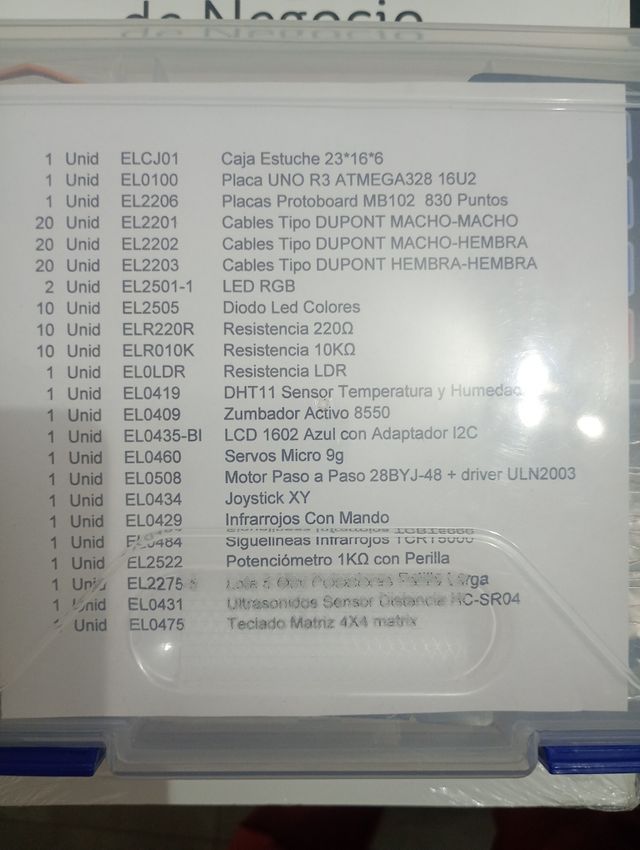 de Negocio
1 Unid ELCJ01 Caja Estuche 23*16*6
1 Unid EL0100 Placa UNO R3 ATMEGA328 16U2
1 Unid EL2206 Placas Protoboard MB102 830 Puntos
20 Unid EL2201 Cables Tipo DUPONT MACHO-MACHO
20 Unid EL2202 Cables Tipo DUPONT MACHO-HEMBRA
20 Unid EL2203 Cables Tipo DUPONT HEMBRA-HEMBRA
2 Unid EL2501-1 LED RGB
10 Unid EL2505 Diodo Led Colores
10 Unid ELR220R Resistencia 220Ω
10 Unid ELR010K Resistencia 10KΩ
1 Unid EL0LDR Resistencia LDR
1 Unid EL0419 DHT11 Sensor Temperatura y Humedad
1 Unid EL0409 Zumbador Activo 8550
1 Unid EL0435-BI LCD 1602 Azul con Adaptador I2C
1 Unid EL0460 Servos Micro 9g
1 Unid EL0508 Motor Paso a Paso 28BYJ-48 + driver ULN2003
1 Unid EL0434 Joystick XY
1 Unid EL0429 Infrarrojos Con Mando
1 Unid EL0484 Siguelineas Infrarrojos TCRT5000
1 Unid EL2522 Potenciómetro 1KΩ con Perilla
1 Unid Larga
1 Unid EL0431 Ultrasonidos Sensor Distancia HC-SR04
1 Unid EL0475 Teclado Matriz 4X4 matrix